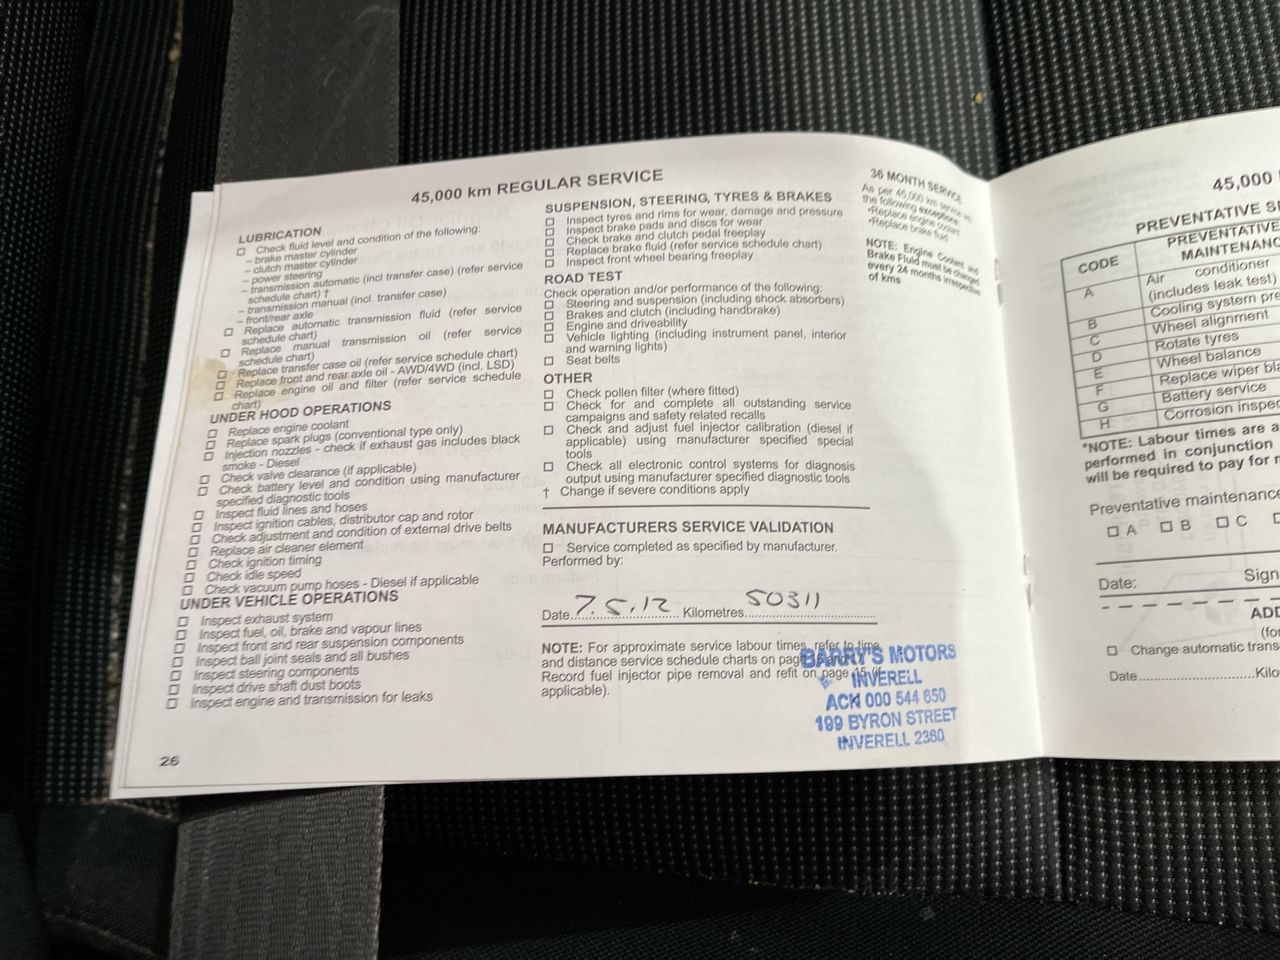 45,000 km REGULAR SERVICE
LUBRICATION
Check fluid level and condition of the following:
– brake master cylinder
– clutch master cylinder
– power steering
– transmission automatic (incl transfer case) (refer service
schedule chart) †
– transmission manual (incl. transfer case)
– front/rear axle
Replace automatic transmission fluid (refer service
schedule chart)
Replace manual transmission oil (refer service
schedule chart)
Replace transfer case oil (refer service schedule chart)
Replace front and rear axle oil - AWD/4WD (incl. LSD)
Replace engine oil and filter (refer service schedule
chart)
UNDER HOOD OPERATIONS
Replace engine coolant
Replace spark plugs (conventional type only)
Injection nozzles - check if exhaust gas includes black
smoke - Diesel
Check valve clearance (if applicable)
Check battery level and condition using manufacturer
specified diagnostic tools
Inspect fluid lines and hoses
Inspect ignition cables, distributor cap and rotor
Check adjustment and condition of external drive belts
Replace air cleaner element
Check ignition timing
Check idle speed
Check vacuum pump hoses - Diesel if applicable
UNDER VEHICLE OPERATIONS
Inspect exhaust system
Inspect fuel, oil, brake and vapour lines
Inspect front and rear suspension components
Inspect ball joint seals and all bushes
Inspect steering components
Inspect drive shaft dust boots
Inspect engine and transmission for leaks
26
SUSPENSION, STEERING, TYRES & BRAKES
Inspect tyres and rims for wear, damage and pressure
Inspect brake pads and discs for wear
Check brake and clutch pedal freeplay
Replace brake fluid (refer service schedule chart)
Inspect front wheel bearing freeplay
ROAD TEST
Check operation and/or performance of the following:
Steering and suspension (including shock absorbers)
Brakes and clutch (including handbrake)
Engine and driveability
Vehicle lighting (including instrument panel, interior
and warning lights)
Seat belts
OTHER
Check pollen filter (where fitted)
Check for and complete all outstanding service
campaigns and safety related recalls
Check and adjust fuel injector calibration (diesel if
applicable) using manufacturer specified special
tools
Check all electronic control systems for diagnosis
output using manufacturer specified diagnostic tools
† Change if severe conditions apply
MANUFACTURERS SERVICE VALIDATION
Service completed as specified by manufacturer.
Performed by:
Date 7.5.12 Kilometres 50311
NOTE: For approximate service labour times, refer to time
and distance service schedule charts on page
Record fuel injector pipe removal and refit on page 15 (if
applicable).
BARRY'S MOTORS
INVERELL
ACN 000 544 650
199 BYRON STREET
INVERELL 2360
36 MONTH SERVICE
As per 45,000 km service with
the following exceptions
*Replace engine coolant
*Replace brake fluid
NOTE: Engine Coolant and
Brake Fluid must be changed
every 24 months irrespective
of kms
45,000
PREVENTATIVE
CODE
PREVENTATIVE
MAINTENANCE
A Air conditioner
(includes leak test)
B Cooling system
C Wheel alignment
D Rotate tyres
E Wheel balance
F Replace wiper
G Battery service
H Corrosion
*NOTE: Labour times are
performed in conjunction
will be required to pay for
Preventative maintenance
A B C
Date: Sign
(for
Change automatic
Date